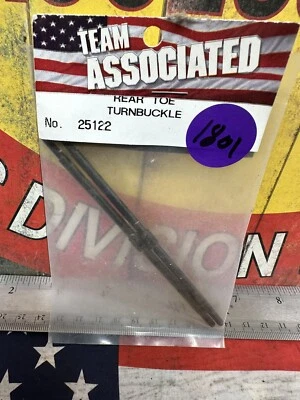 TEAM
ASSOCIATED
REAR TOE
TURNBUCKLE
No. 25122
1801
DIVISION